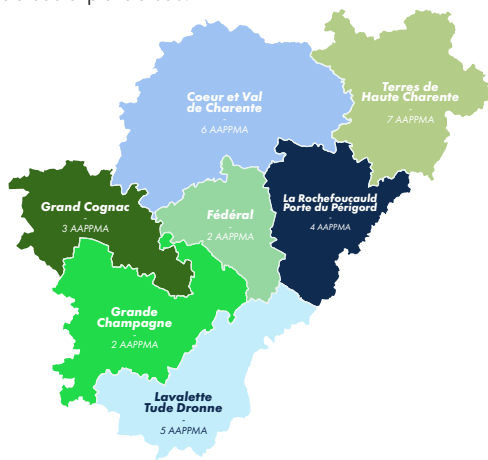 Coeur et Val
de Charente
-
6 AAPPMA
Terres de
Haute Charente
-
7 AAPPMA
La Rochefoucauld
Porte du Périgord
-
4 AAPPMA
Grand Cognac
-
3 AAPPMA
Fédéral
-
2 AAPPMA
Grande
Champagne
-
2 AAPPMA
Lavalette
Tude Dronne
-
5 AAPPMA